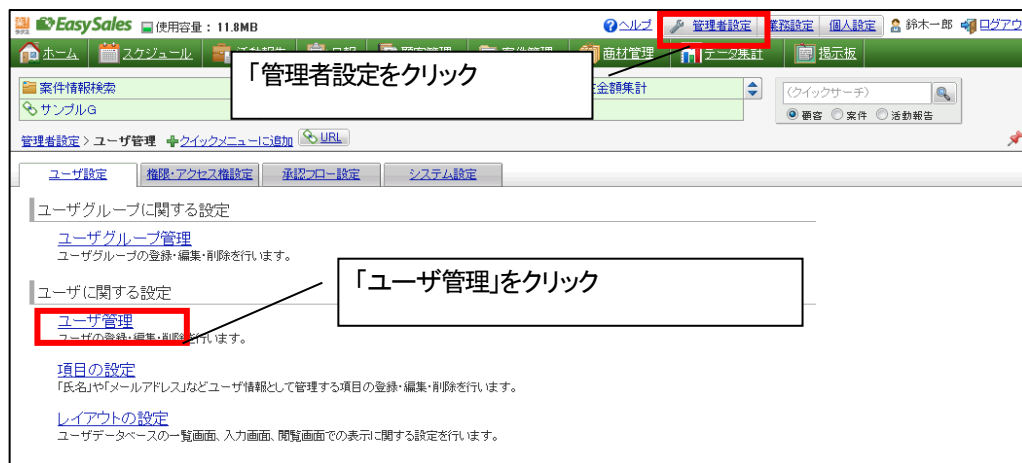 ラクス EasySales 使用容量： 11.8MB ヘルプ 管理者設定 業務設定 個人設定 鈴木一郎 ログアウ
ホーム スケジュール 商材管理 データ集計 掲示板
「管理者設定をクリック
案件情報検索 金額集計 (クイックサーチ)
サンプルG 顧客 案件 活動報告
管理者設定 > ユーザ管理 クイックメニューに追加 URL
ユーザ設定 権限・アクセス権設定 承認フロー設定 システム設定
ユーザグループに関する設定
ユーザグループ管理
ユーザグループの登録・編集・削除を行います。
「ユーザ管理」をクリック
ユーザに関する設定
ユーザ管理
ユーザの登録・編集・削除を行います。
項目の設定
「氏名」や「メールアドレス」などユーザ情報として管理する項目の登録・編集・削除を行います。
レイアウトの設定
ユーザデータベースの一覧画面、入力画面、閲覧画面での表示に関する設定を行います。